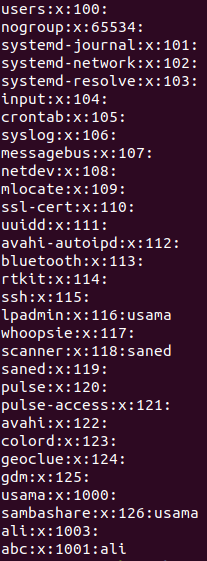 users:x:100:
nogroup:x:65534:
systemd-journal:x:101:
systemd-network:x:102:
systemd-resolve:x:103:
input:x:104:
crontab:x:105:
syslog:x:106:
messagebus:x:107:
netdev:x:108:
mlocate:x:109:
ssl-cert:x:110:
uuidd:x:111:
avahi-autoipd:x:112:
bluetooth:x:113:
rtkit:x:114:
ssh:x:115:
lpadmin:x:116:usama
whoopsie:x:117:
scanner:x:118:saned
saned:x:119:
pulse:x:120:
pulse-access:x:121:
avahi:x:122:
colord:x:123:
geoclue:x:124:
gdm:x:125:
usama:x:1000:
sambashare:x:126:usama
ali:x:1003:
abc:x:1001:ali